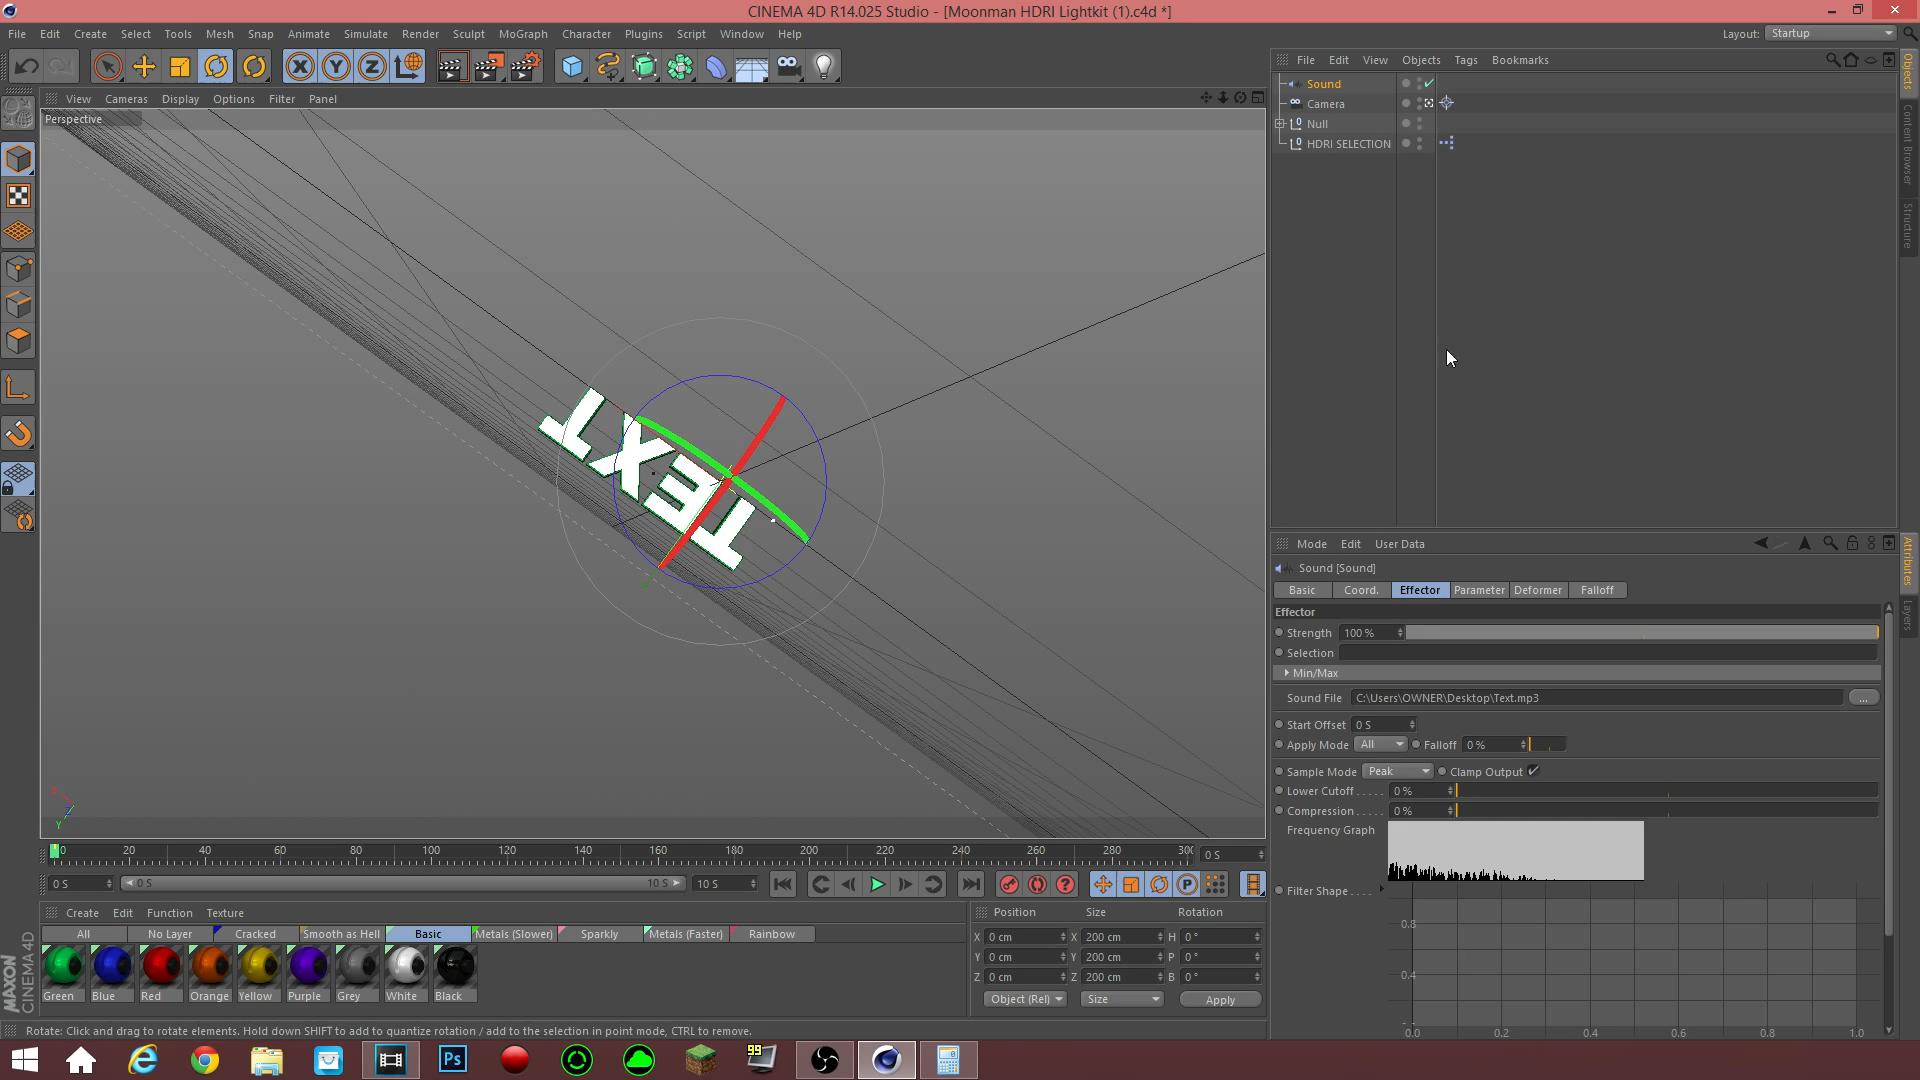 CINEMA 4D R14.025 Studio - [Moonman HDRI Lightkit (1).c4d *]
File Edit Create Select Tools Mesh Snap Animate Simulate Render Sculpt MoGraph Character Plugins Script Window Help
Layout: Startup
File Edit View Objects Tags Bookmarks
Sound
Camera
Null
HDRI SELECTION
Objects
Content Browser
Structure
View Cameras Display Options Filter Panel
Perspective
TEXT
X
Z
Y
Y
Mode Edit User Data
Attributes
Layers
Sound [Sound]
Basic Coord. Effector Parameter Deformer Falloff
Effector
Strength 100 %
Selection
Min/Max
Sound File C:\Users\OWNER\Desktop\Text.mp3 ...
Start Offset 0 S
Apply Mode All Falloff 0 %
Sample Mode Peak Clamp Output
Lower Cutoff . . . . . 0 %
Compression . . . . 0 %
Frequency Graph
Filter Shape . . . .
0.8
0.4
0.0 0.2 0.4 0.6 0.8 1.0
0 20 40 60 80 100 120 140 160 180 200 220 240 260 280 300
0 S
0 S 0 S 10 S 10 S
Create Edit Function Texture
All No Layer Cracked Smooth as Hell Basic Metals (Slower) Sparkly Metals (Faster) Rainbow
Green Blue Red Orange Yellow Purple Grey White Black
MAXON
CINEMA 4D
Position Size Rotation
X 0 cm X 200 cm H 0 °
Y 0 cm Y 200 cm P 0 °
Z 0 cm Z 200 cm B 0 °
Object (Rel) Size Apply
Rotate: Click and drag to rotate elements. Hold down SHIFT to add to quantize rotation / add to the selection in point mode, CTRL to remove.
Ps
99